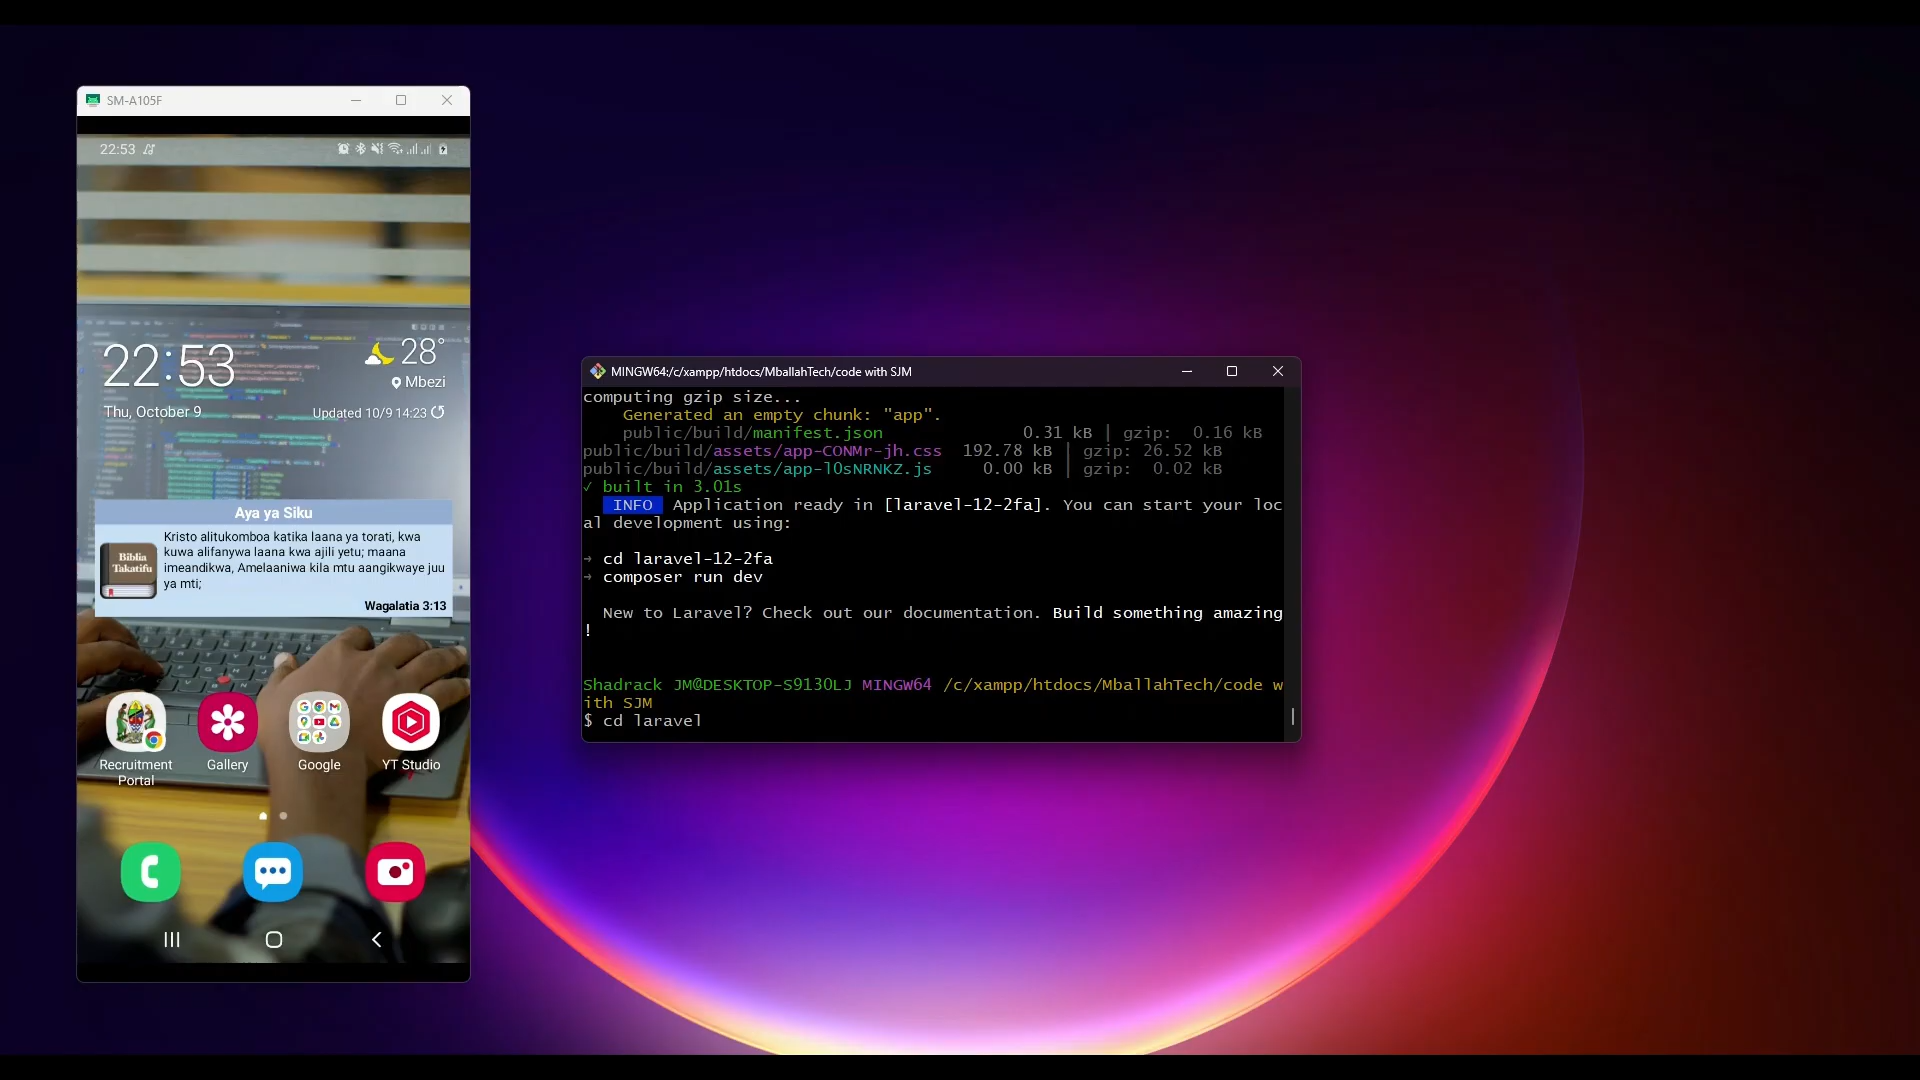 SM-A105F
22:53
22:53
28°
Mbezi
Thu, October 9
Updated 10/9 14:23
Aya ya Siku
Biblia
Takatifu
Kristo alitukomboa katika laana ya torati, kwa
kuwa alifanywa laana kwa ajili yetu; maana
imeandikwa, Amelaaniwa kila mtu aangikwaye juu
ya mti;
Wagalatia 3:13
Recruitment
Portal
Gallery
Google
YT Studio
MINGW64:/c/xampp/htdocs/MballahTech/code with SJM
computing gzip size...
Generated an empty chunk: "app".
public/build/manifest.json 0.31 kB │ gzip: 0.16 kB
public/build/assets/app-CONMr-jh.css 192.78 kB │ gzip: 26.52 kB
public/build/assets/app-l0sNRNKZ.js 0.00 kB │ gzip: 0.02 kB
✓ built in 3.01s
INFO Application ready in [laravel-12-2fa]. You can start your loc
al development using:
➜ cd laravel-12-2fa
➜ composer run dev
New to Laravel? Check out our documentation. Build something amazing
!
Shadrack JM@DESKTOP-S913OLJ MINGW64 /c/xampp/htdocs/MballahTech/code w
ith SJM
$ cd laravel